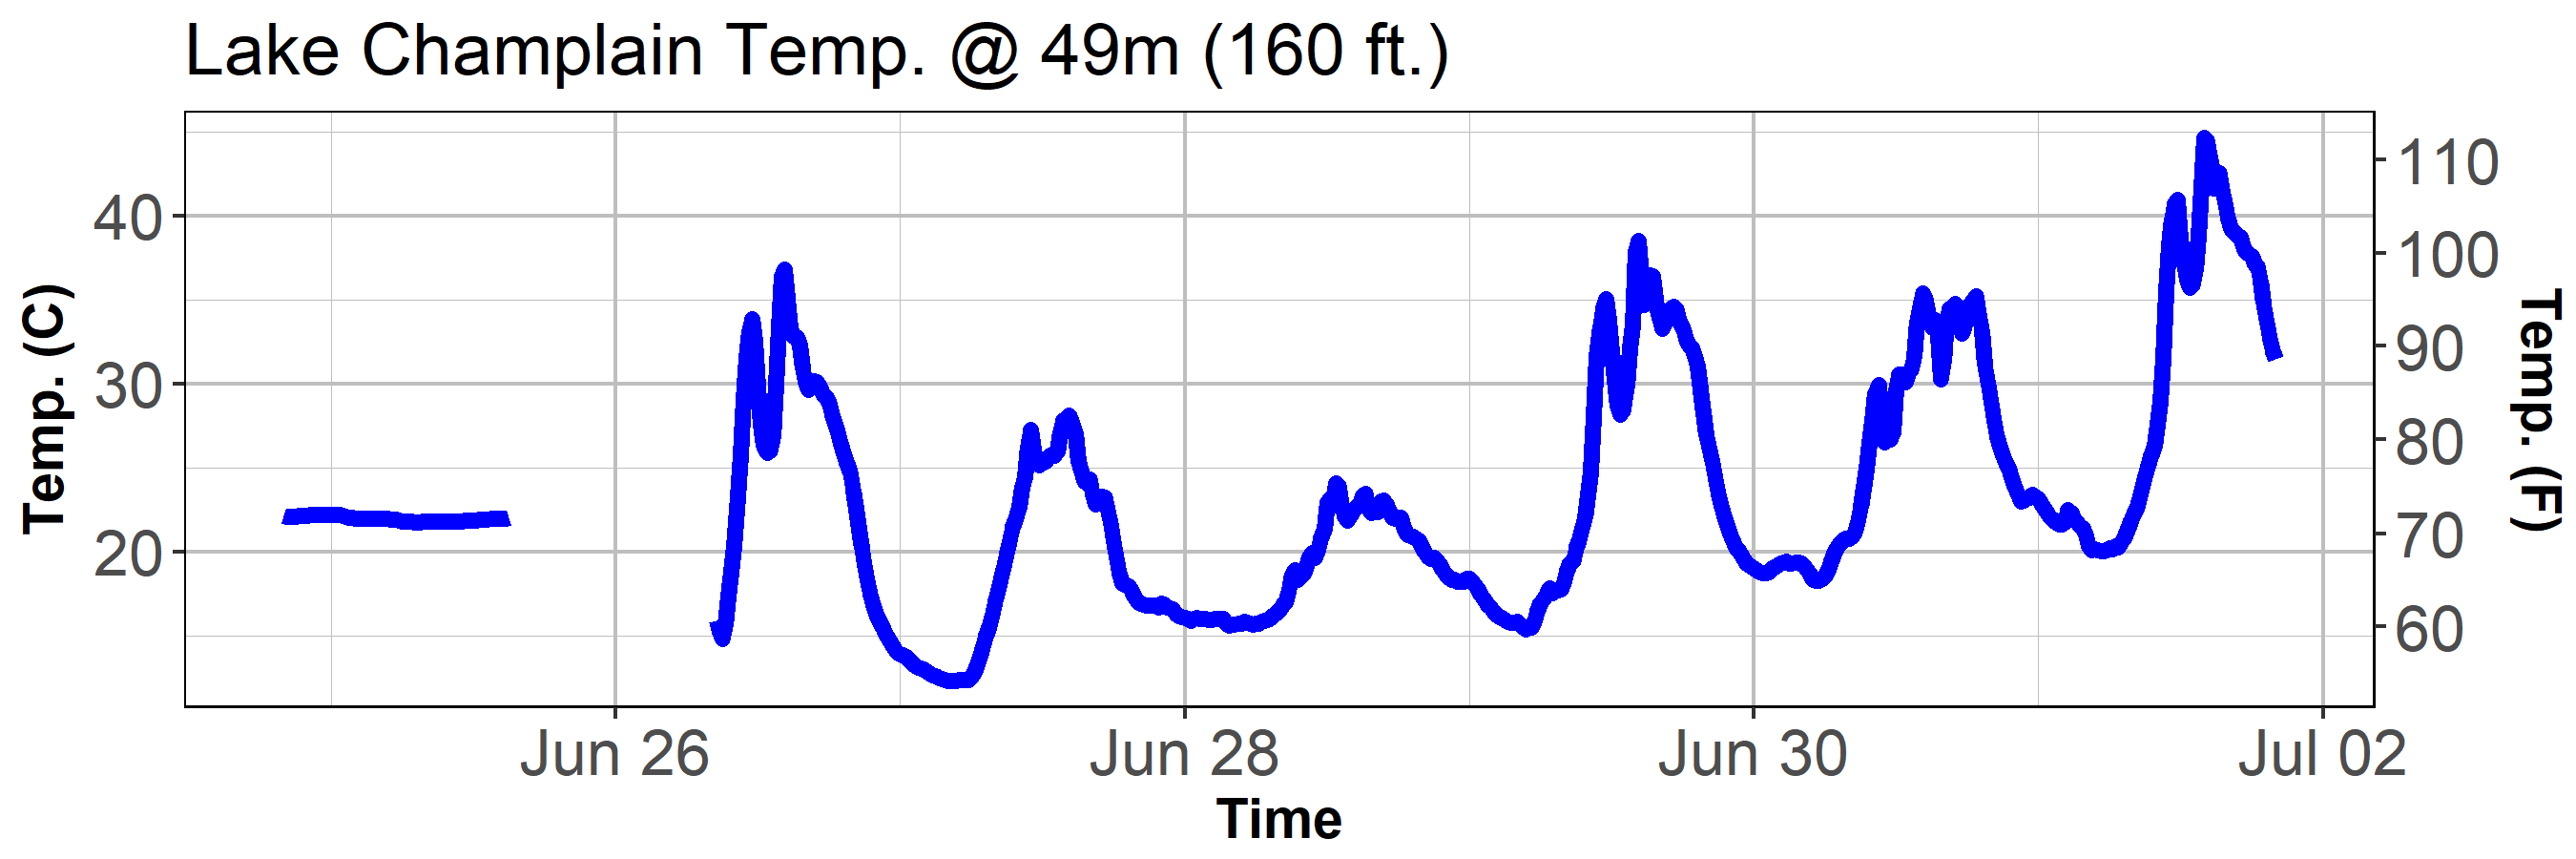 Lake Champlain Temp. @ 49m (160 ft.)
Temp. (C)
40
30
20
110
100
90
80
70
60
Temp. (F)
Jun 26 Jun 28 Jun 30 Jul 02
Time